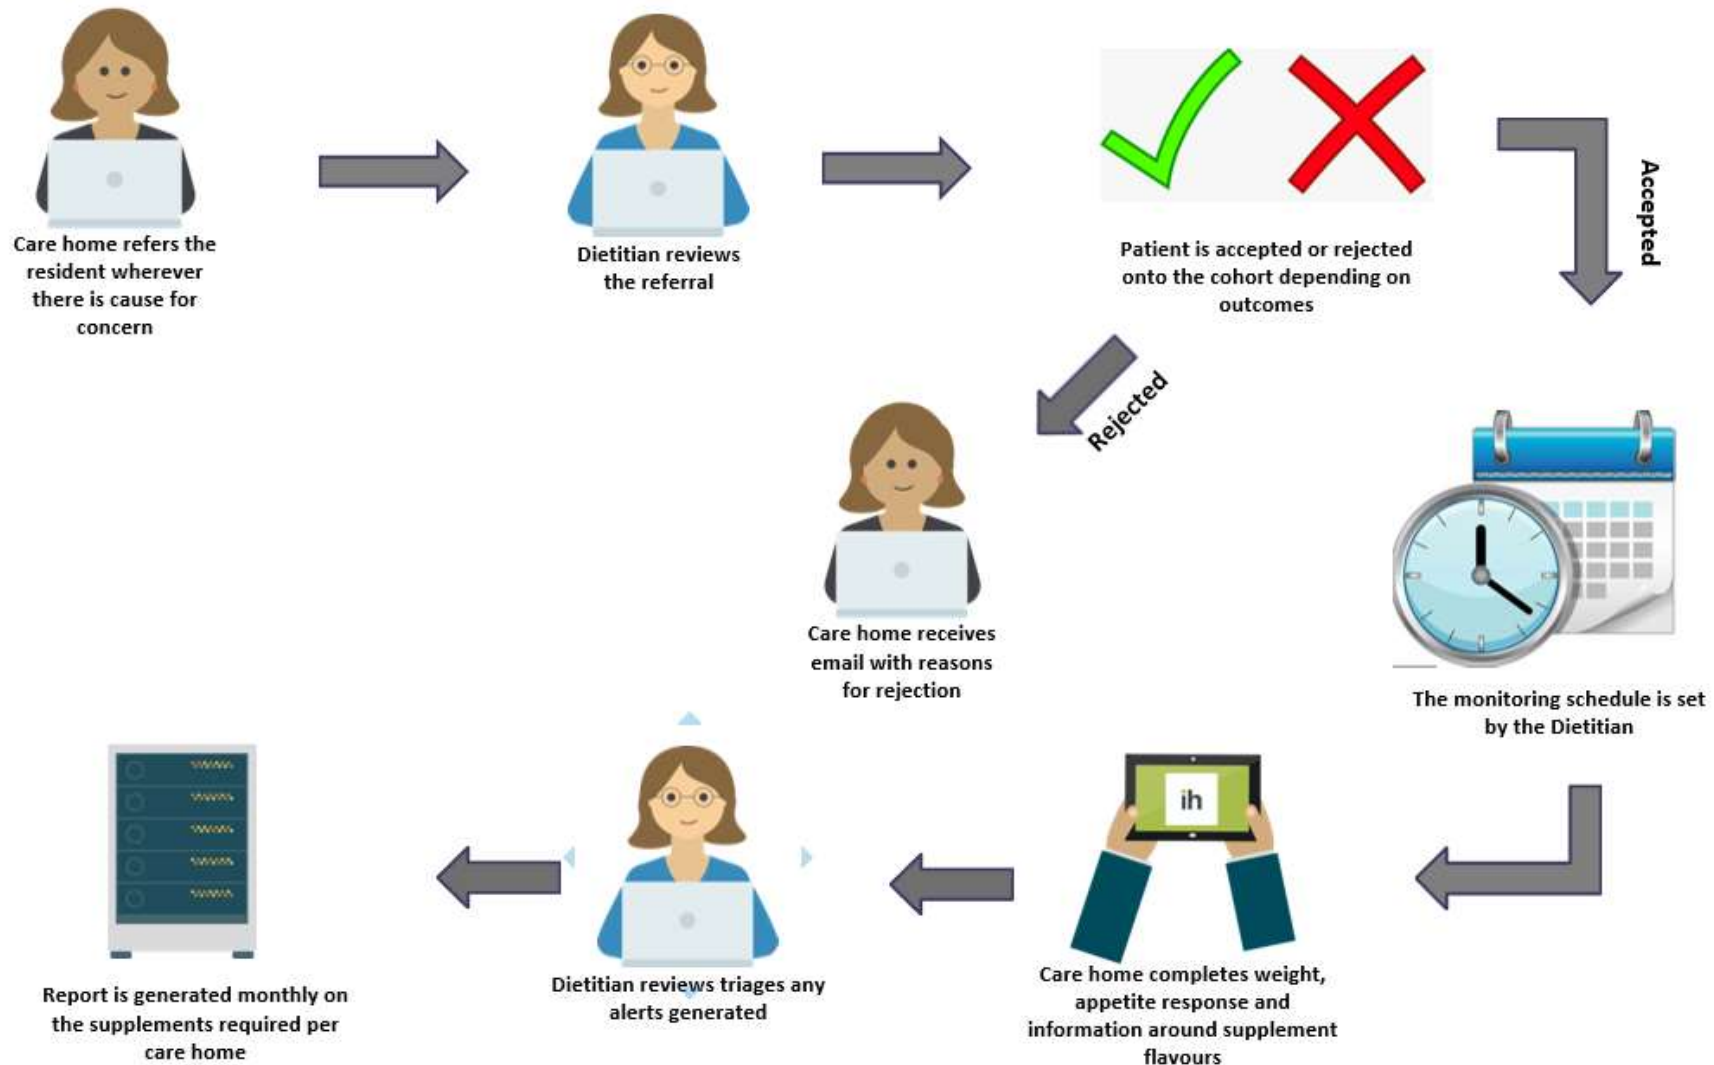 Care home refers the
resident wherever
there is cause for
concern
Dietitian reviews
the referral
Patient is accepted or rejected
onto the cohort depending on
outcomes
Accepted
Rejected
Care home receives
email with reasons
for rejection
The monitoring schedule is set
by the Dietitian
ih
Care home completes weight,
appetite response and
information around supplement
flavours
Dietitian reviews triages any
alerts generated
Report is generated monthly on
the supplements required per
care home